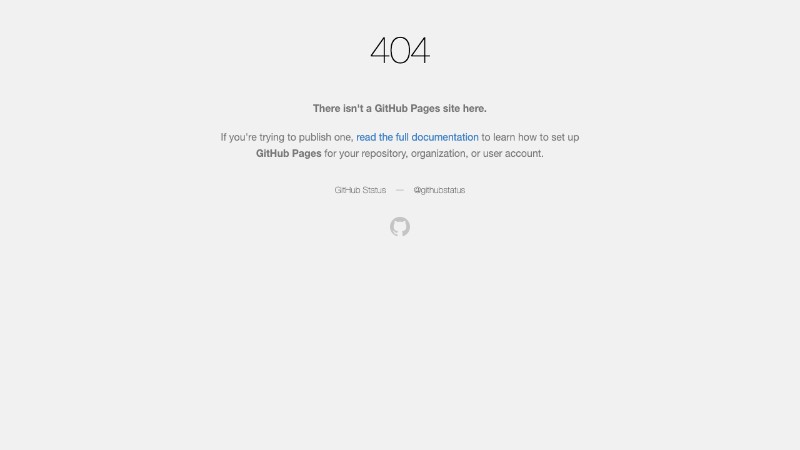 404
There isn't a GitHub Pages site here.
If you're trying to publish one, read the full documentation to learn how to set up
GitHub Pages for your repository, organization, or user account.
GitHub Status — @githubstatus